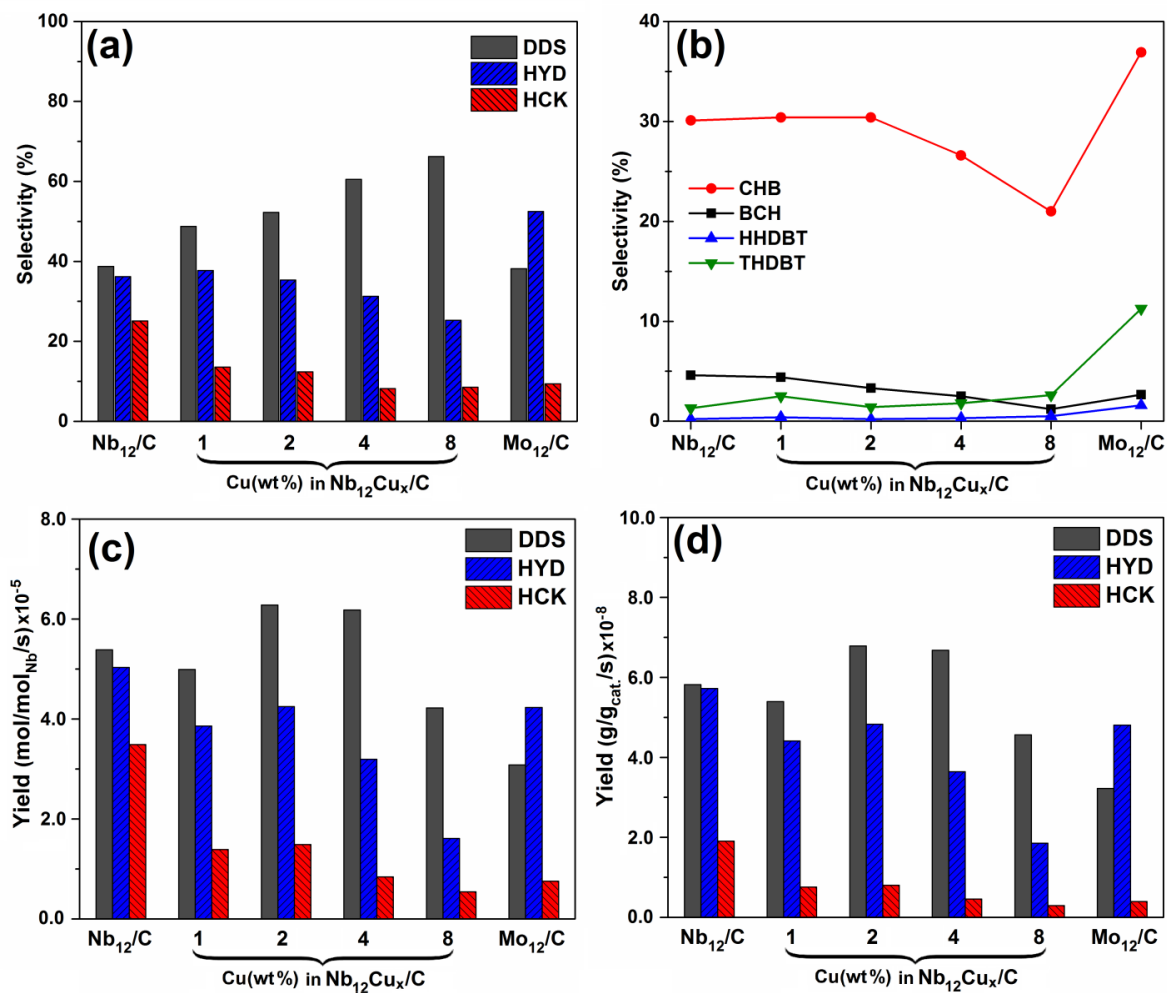 (a)
DDS
HYD
HCK
Selectivity (%)
100
80
60
40
20
0
Nb₁₂/C
1
2
4
8
Mo₁₂/C
Cu(wt%) in Nb₁₂Cuₓ/C
(b)
CHB
BCH
HHDBT
THDBT
Selectivity (%)
40
30
20
10
0
Nb₁₂/C
1
2
4
8
Mo₁₂/C
Cu(wt%) in Nb₁₂Cuₓ/C
(c)
DDS
HYD
HCK
Yield (mol/mol_Nb/s) x10⁻⁵
8.0
6.0
4.0
2.0
0.0
Nb₁₂/C
1
2
4
8
Mo₁₂/C
Cu(wt%) in Nb₁₂Cuₓ/C
(d)
DDS
HYD
HCK
Yield (g/g_cat./s) x10⁻⁸
10.0
8.0
6.0
4.0
2.0
0.0
Nb₁₂/C
1
2
4
8
Mo₁₂/C
Cu(wt%) in Nb₁₂Cuₓ/C